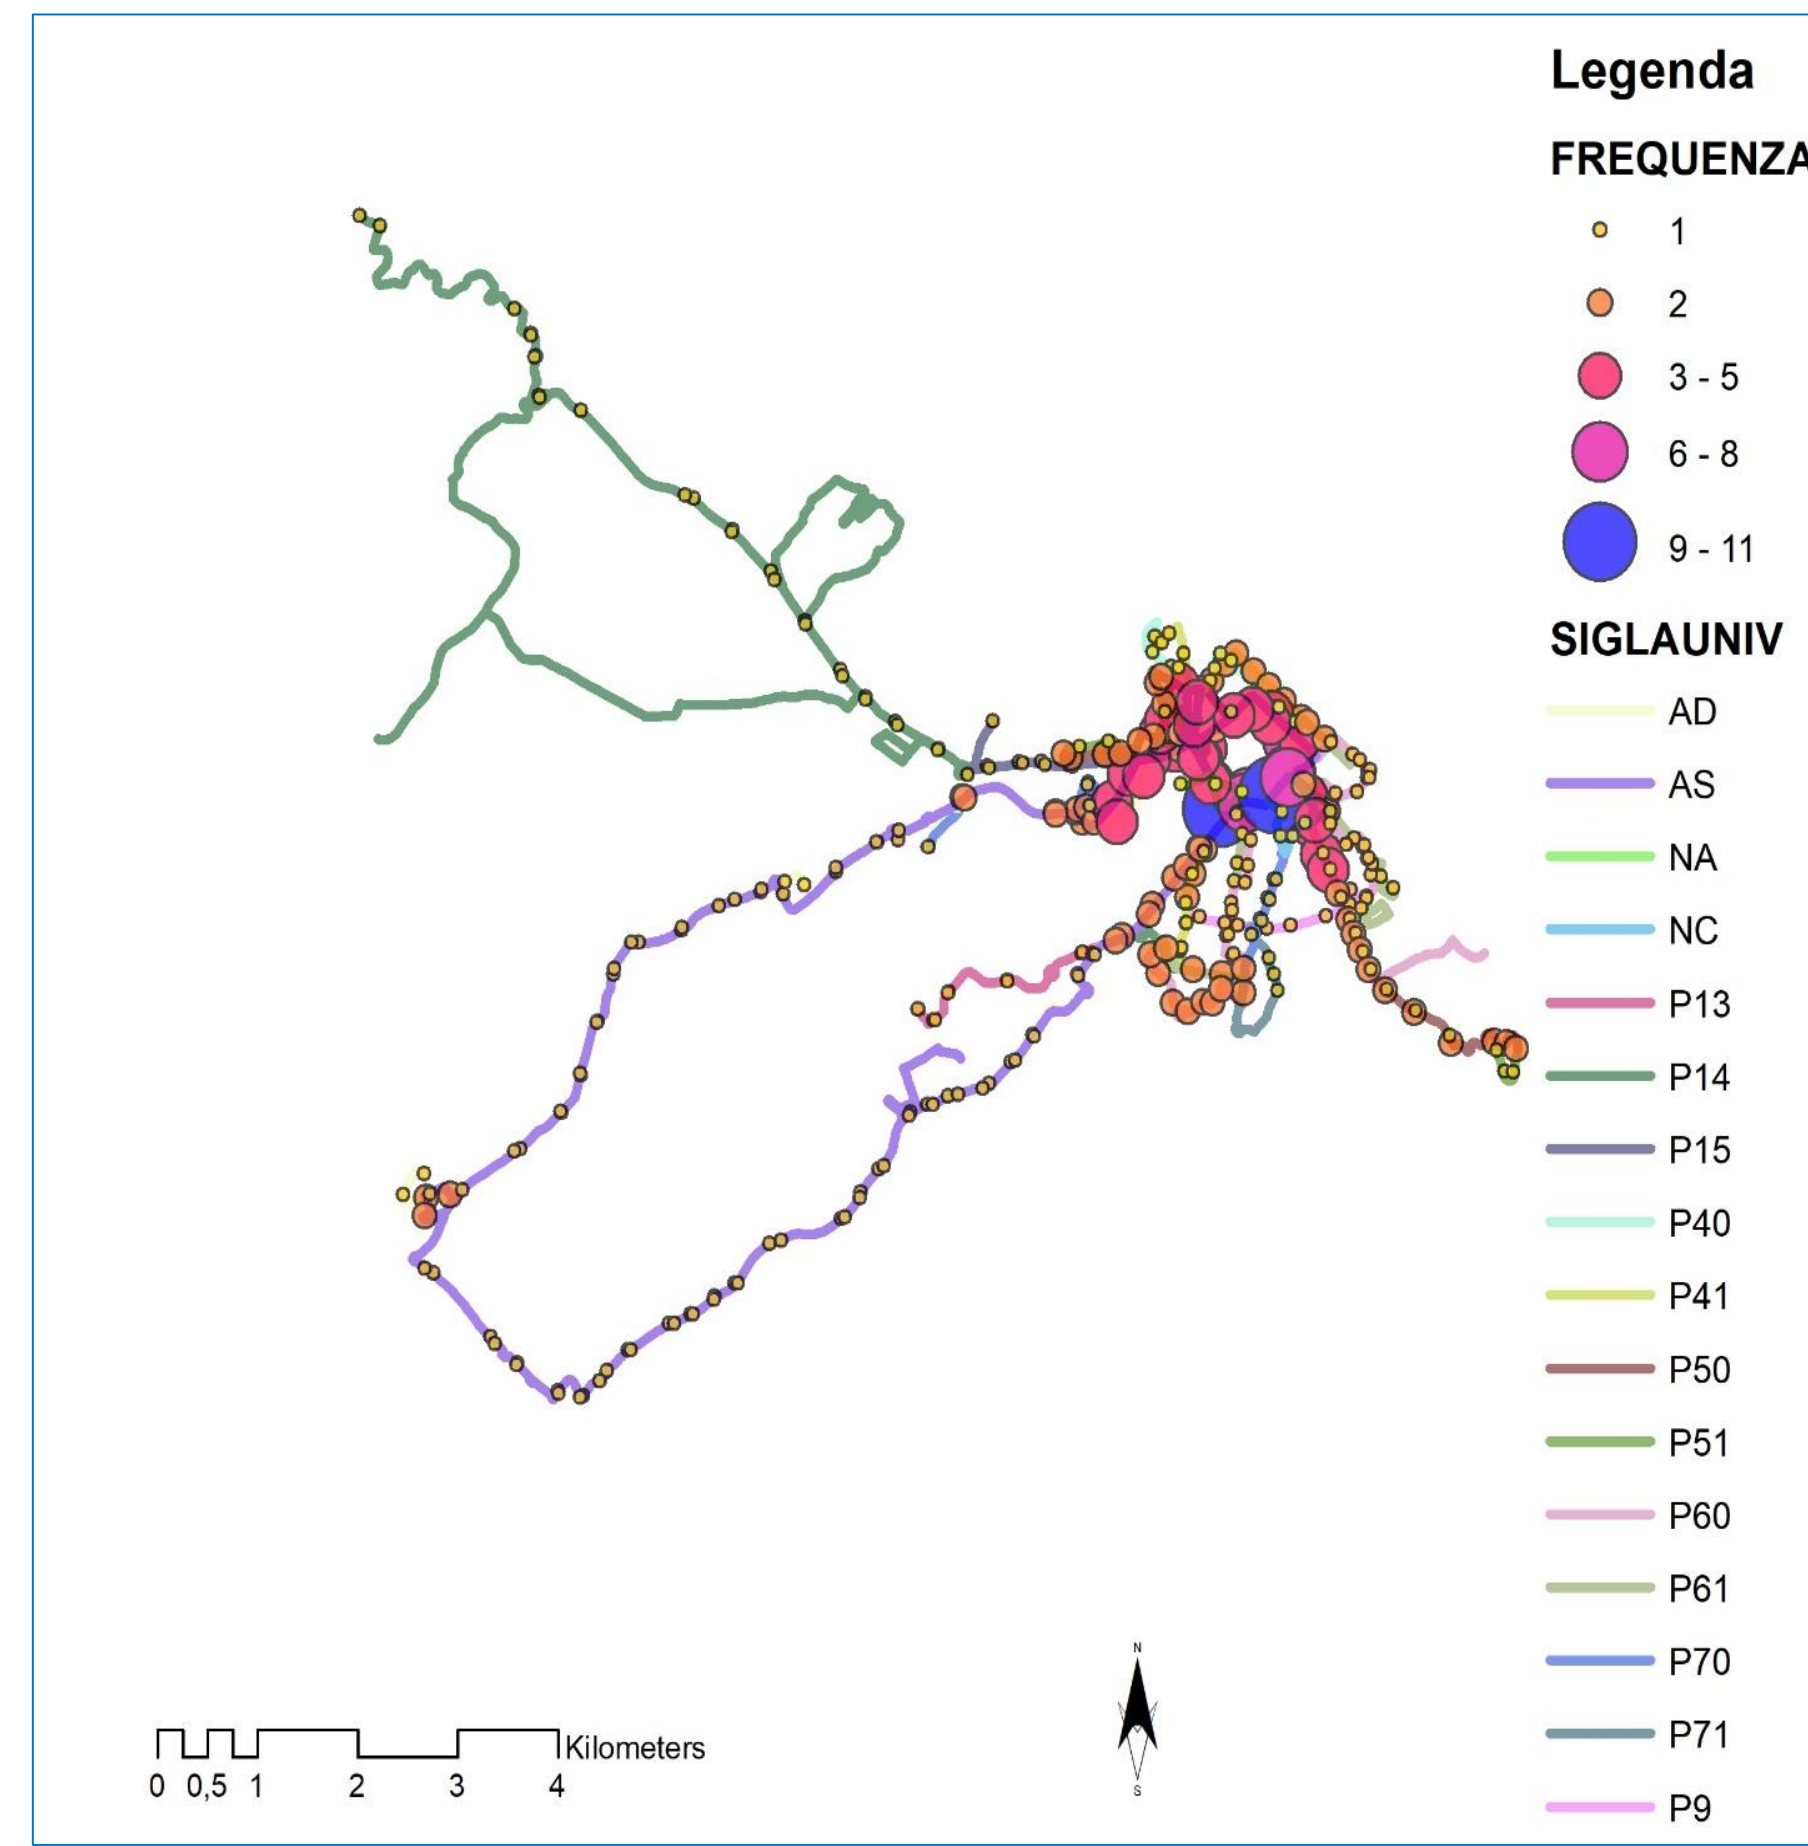 Legenda
FREQUENZA
1
2
3 - 5
6 - 8
9 - 11
SIGLAUNIV
AD
AS
NA
NC
P13
P14
P15
P40
P41
P50
P51
P60
P61
P70
P71
P9
N
S
Kilometers
0 0,5 1 2 3 4